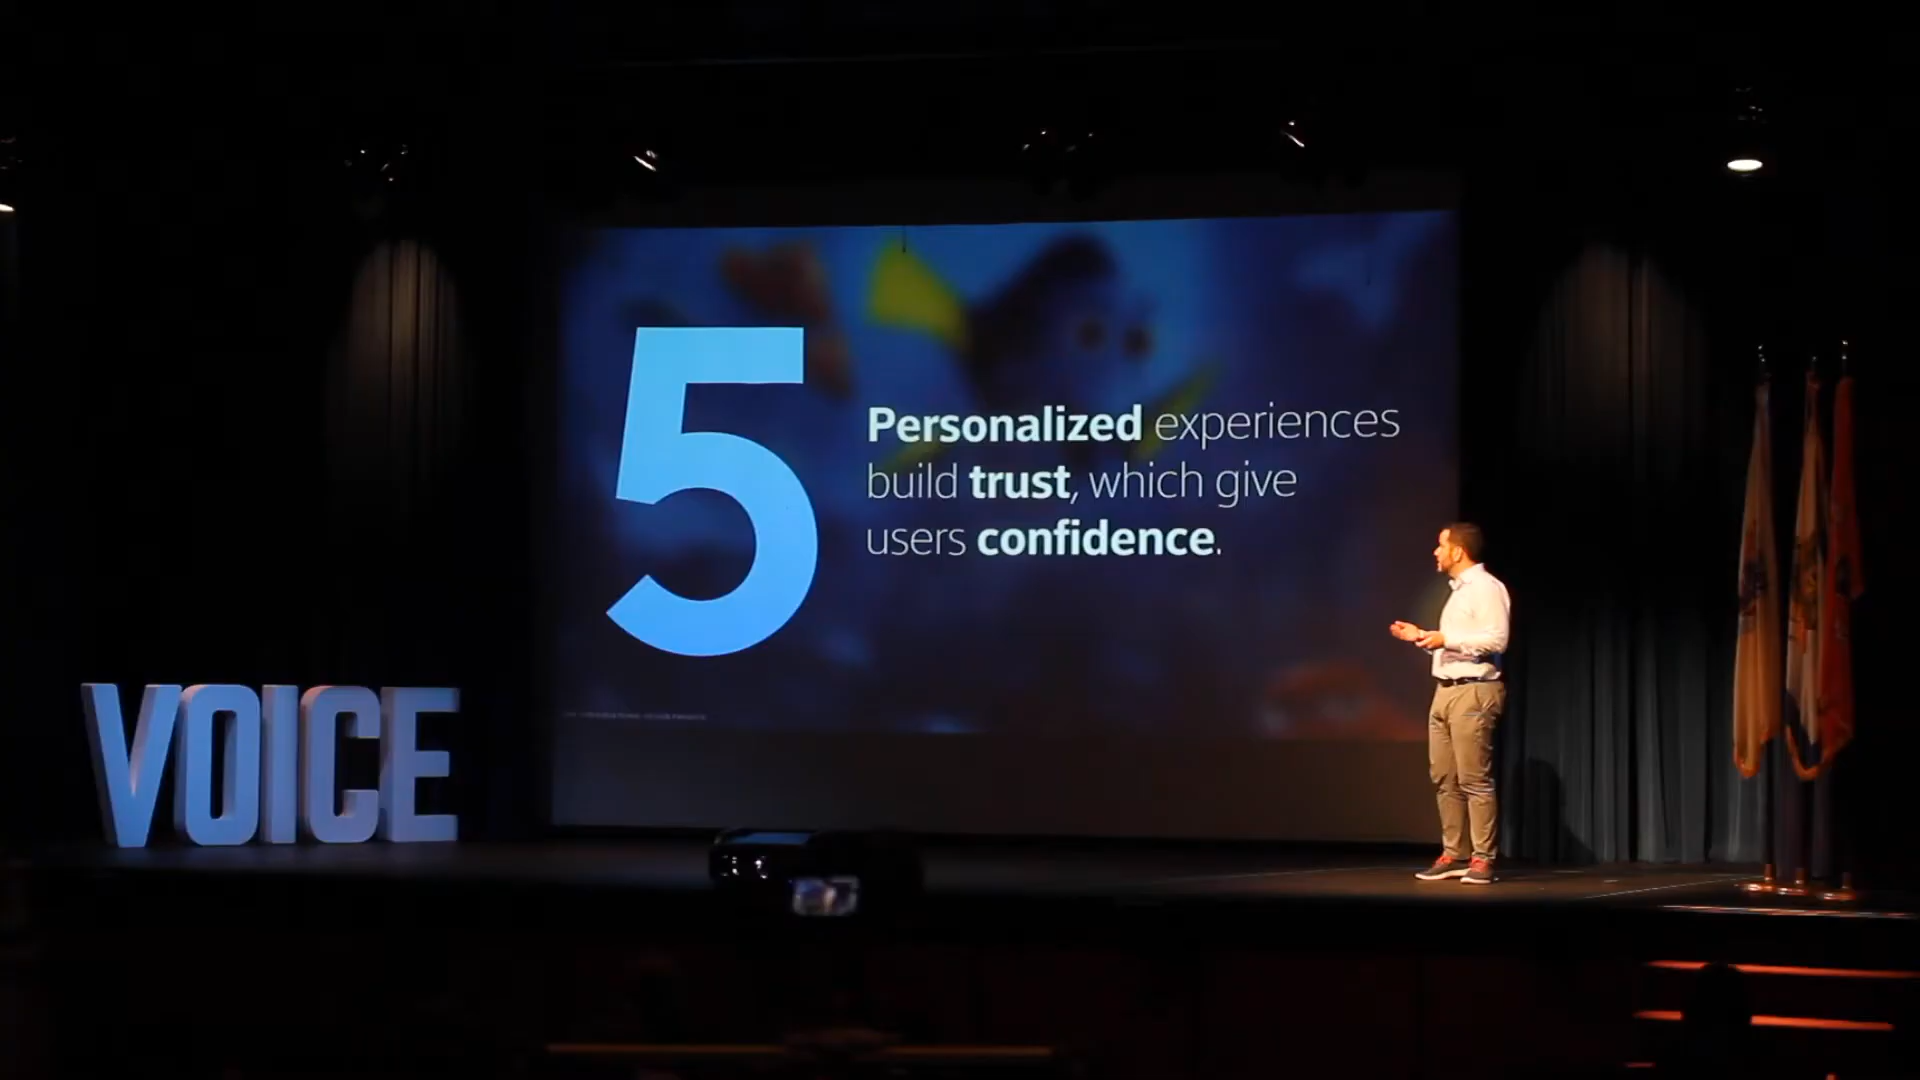 5
Personalized experiences
build trust, which give
users confidence.
VOICE